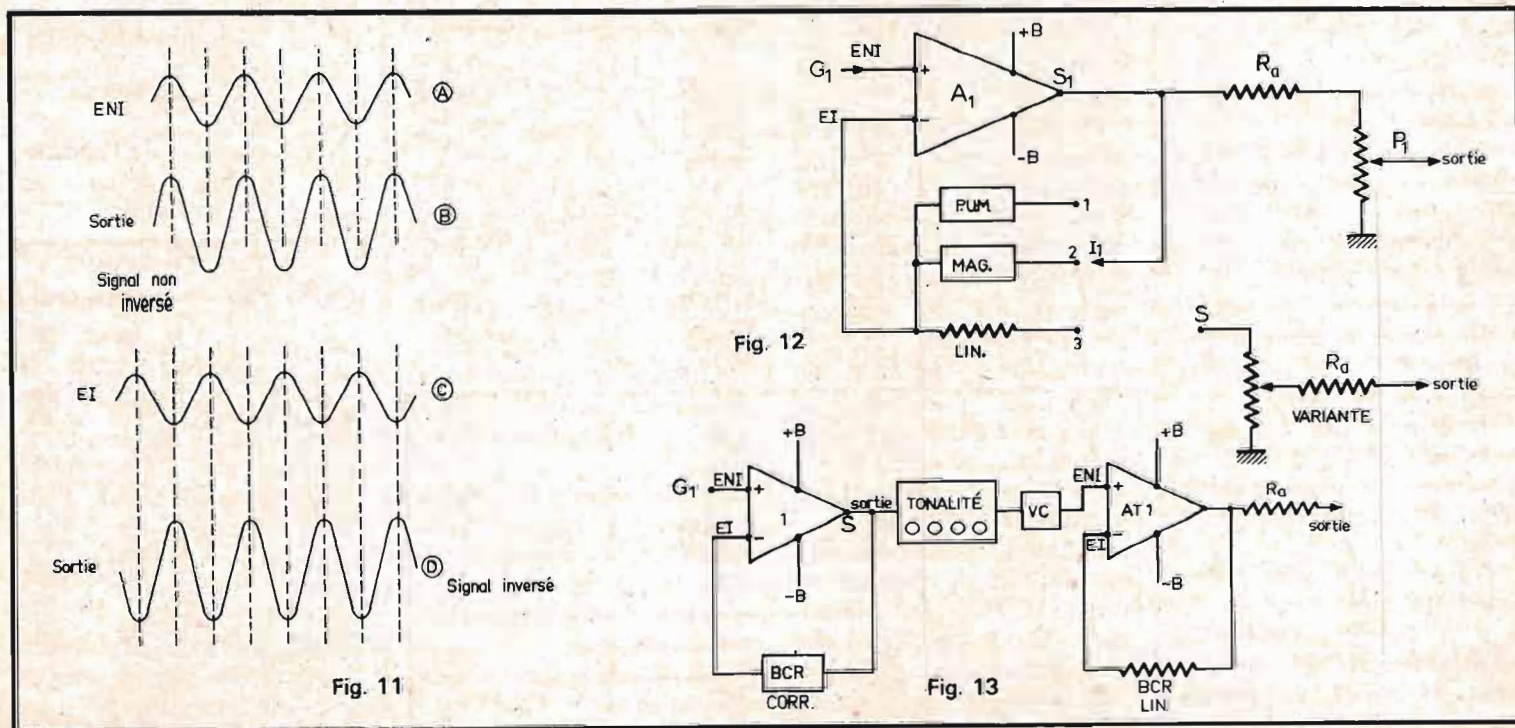 ENI
A
Sortie
B
Signal non
inversé
EI
C
Sortie
D
Signal inversé
Fig. 11
G1
ENI
+
+B
A1
S1
EI
-
-B
Ra
P1
sortie
P.U.M.
1
MAG.
2
I1
LIN.
3
Fig. 12
S
Ra
sortie
VARIANTE
G1
ENI
+
+B
1
sortie
S
EI
-
-B
BCR
CORR.
TONALITÉ
VC
ENI
+
+B
AT1
EI
-
-B
Ra
sortie
BCR
LIN.
Fig. 13